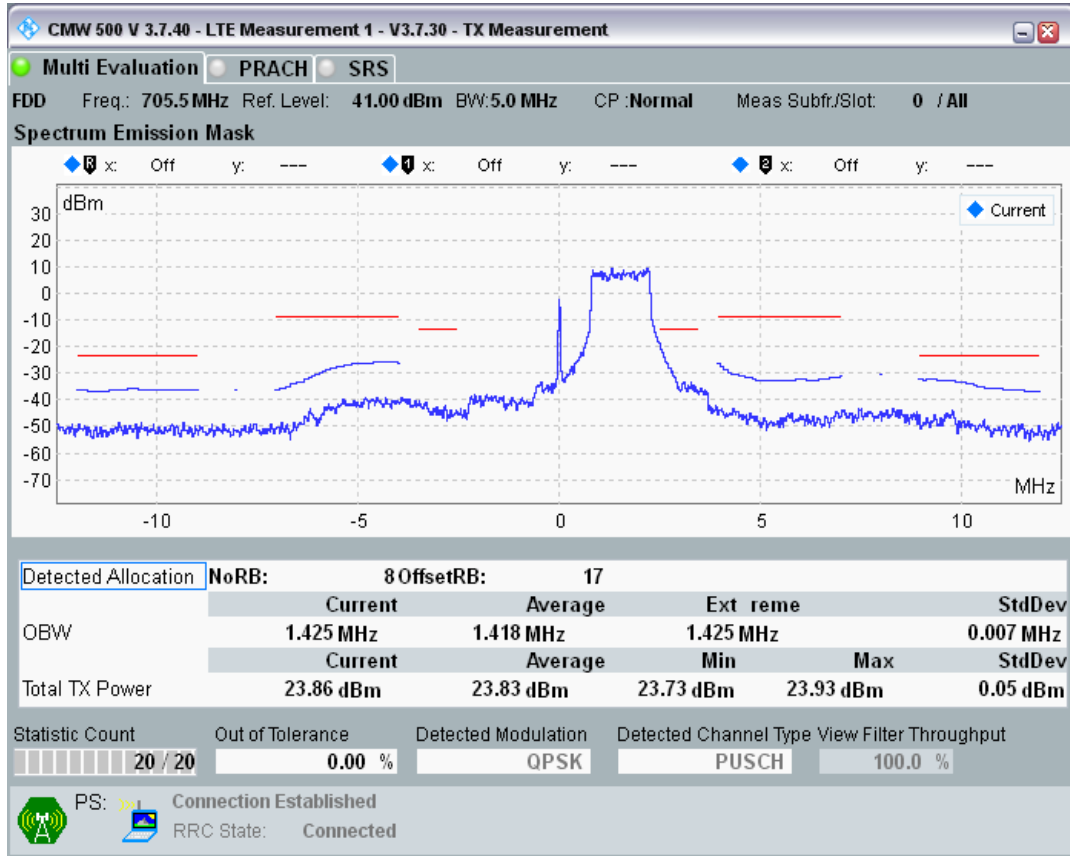 CMW 500 V 3.7.40 - LTE Measurement 1 - V3.7.30 - TX Measurement
Multi Evaluation PRACH SRS
FDD Freq.: 705.5 MHz Ref. Level: 41.00 dBm BW:5.0 MHz CP :Normal Meas Subfr./Slot: 0 / All
Spectrum Emission Mask
R x: Off y: --- 1 x: Off y: --- 2 x: Off y: ---
dBm
Current
30
20
10
0
-10
-20
-30
-40
-50
-60
-70
MHz
-10 -5 0 5 10
Detected Allocation NoRB: 8 OffsetRB: 17
Current Average Ext reme StdDev
OBW 1.425 MHz 1.418 MHz 1.425 MHz 0.007 MHz
Current Average Min Max StdDev
Total TX Power 23.86 dBm 23.83 dBm 23.73 dBm 23.93 dBm 0.05 dBm
Statistic Count Out of Tolerance Detected Modulation Detected Channel Type View Filter Throughput
20 / 20 0.00 % QPSK PUSCH 100.0 %
PS: Connection Established
RRC State: Connected